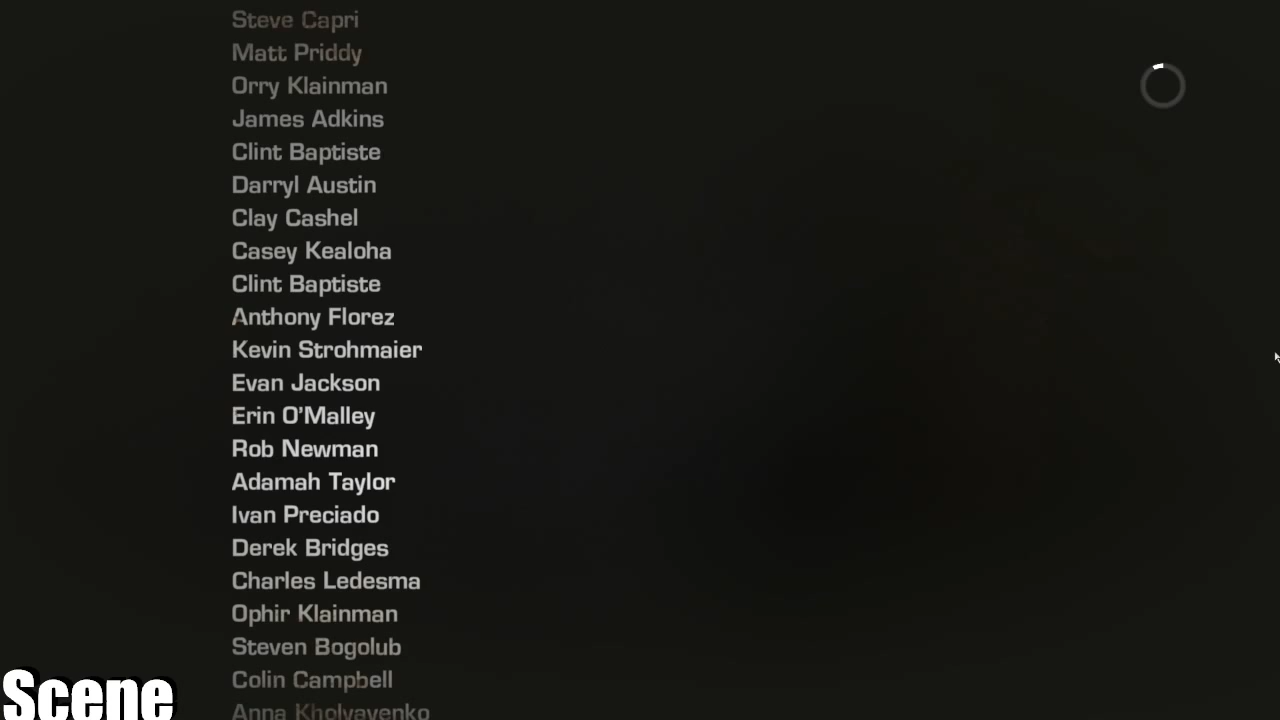 Steve Capri
Matt Priddy
Orry Klainman
James Adkins
Clint Baptiste
Darryl Austin
Clay Cashel
Casey Kealoha
Clint Baptiste
Anthony Florez
Kevin Strohmaier
Evan Jackson
Erin O’Malley
Rob Newman
Adamah Taylor
Ivan Preciado
Derek Bridges
Charles Ledesma
Ophir Klainman
Steven Bogolub
Colin Campbell
Anna Kholyavenko
Scene